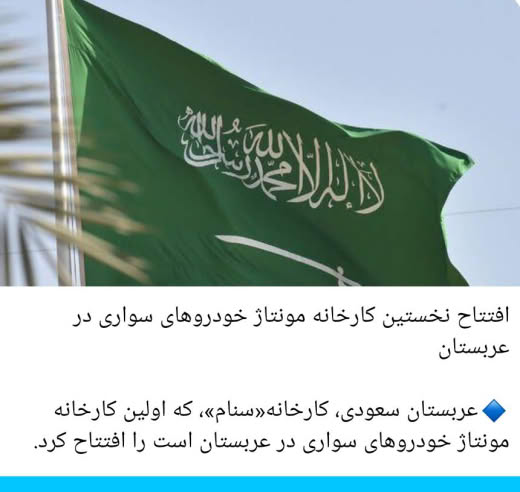 لا إله إلا الله محمد رسول الله
افتتاح نخستین کارخانه مونتاژ خودروهای سواری در
عربستان
🔷عربستان سعودی، کارخانه«سنام»، که اولین کارخانه
مونتاژ خودروهای سواری در عربستان است را افتتاح کرد.